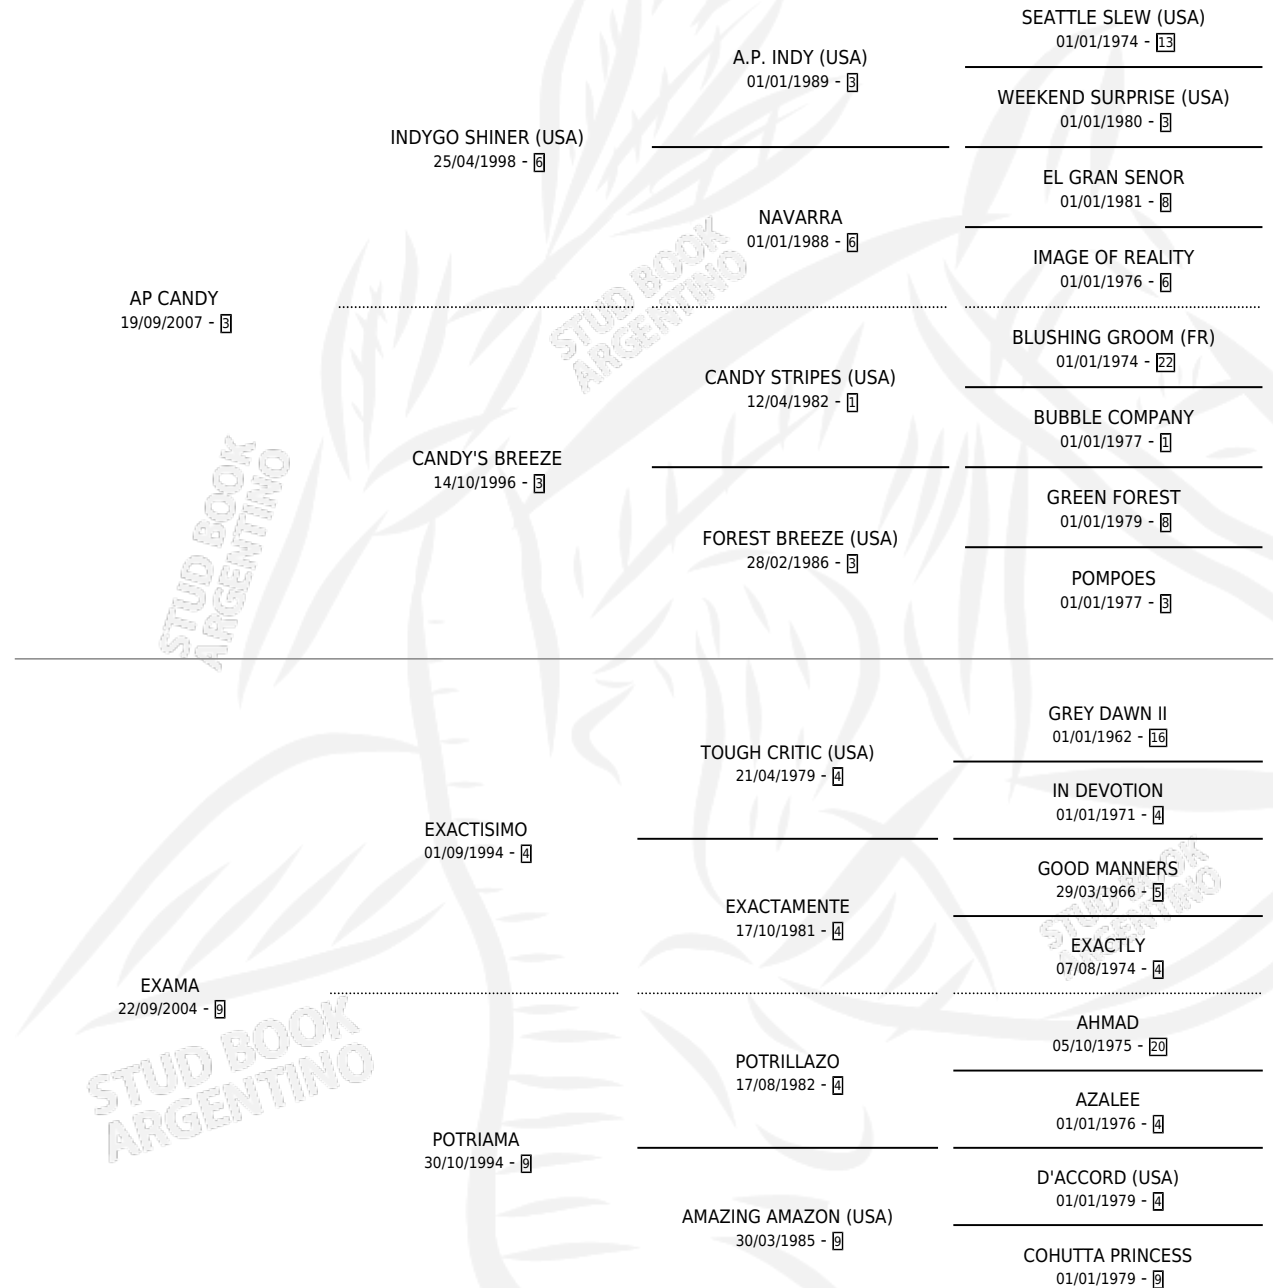 SEATTLE SLEW (USA)
01/01/1974 - 13
A.P. INDY (USA)
01/01/1989 - 3
WEEKEND SURPRISE (USA)
01/01/1980 - 3
INDYGO SHINER (USA)
25/04/1998 - 6
EL GRAN SENOR
01/01/1981 - 8
NAVARRA
01/01/1988 - 6
IMAGE OF REALITY
01/01/1976 - 6
AP CANDY
19/09/2007 - 3
BLUSHING GROOM (FR)
01/01/1974 - 22
CANDY STRIPES (USA)
12/04/1982 - 1
BUBBLE COMPANY
01/01/1977 - 1
CANDY'S BREEZE
14/10/1996 - 3
GREEN FOREST
01/01/1979 - 8
FOREST BREEZE (USA)
28/02/1986 - 3
POMPOES
01/01/1977 - 3
GREY DAWN II
01/01/1962 - 16
TOUGH CRITIC (USA)
21/04/1979 - 4
IN DEVOTION
01/01/1971 - 4
EXACTISIMO
01/09/1994 - 4
GOOD MANNERS
29/03/1966 - 5
EXACTAMENTE
17/10/1981 - 4
EXACTLY
07/08/1974 - 4
EXAMA
22/09/2004 - 9
AHMAD
05/10/1975 - 20
POTRILLAZO
17/08/1982 - 4
AZALEE
01/01/1976 - 4
POTRIAMA
30/10/1994 - 9
D'ACCORD (USA)
01/01/1979 - 4
AMAZING AMAZON (USA)
30/03/1985 - 9
COHUTTA PRINCESS
01/01/1979 - 9
STUD BOOK
ARGENTINO
STUD BOOK
ARGENTINO
STUD BOOK
ARGENTINO
STUD BOOK
ARGENTINO